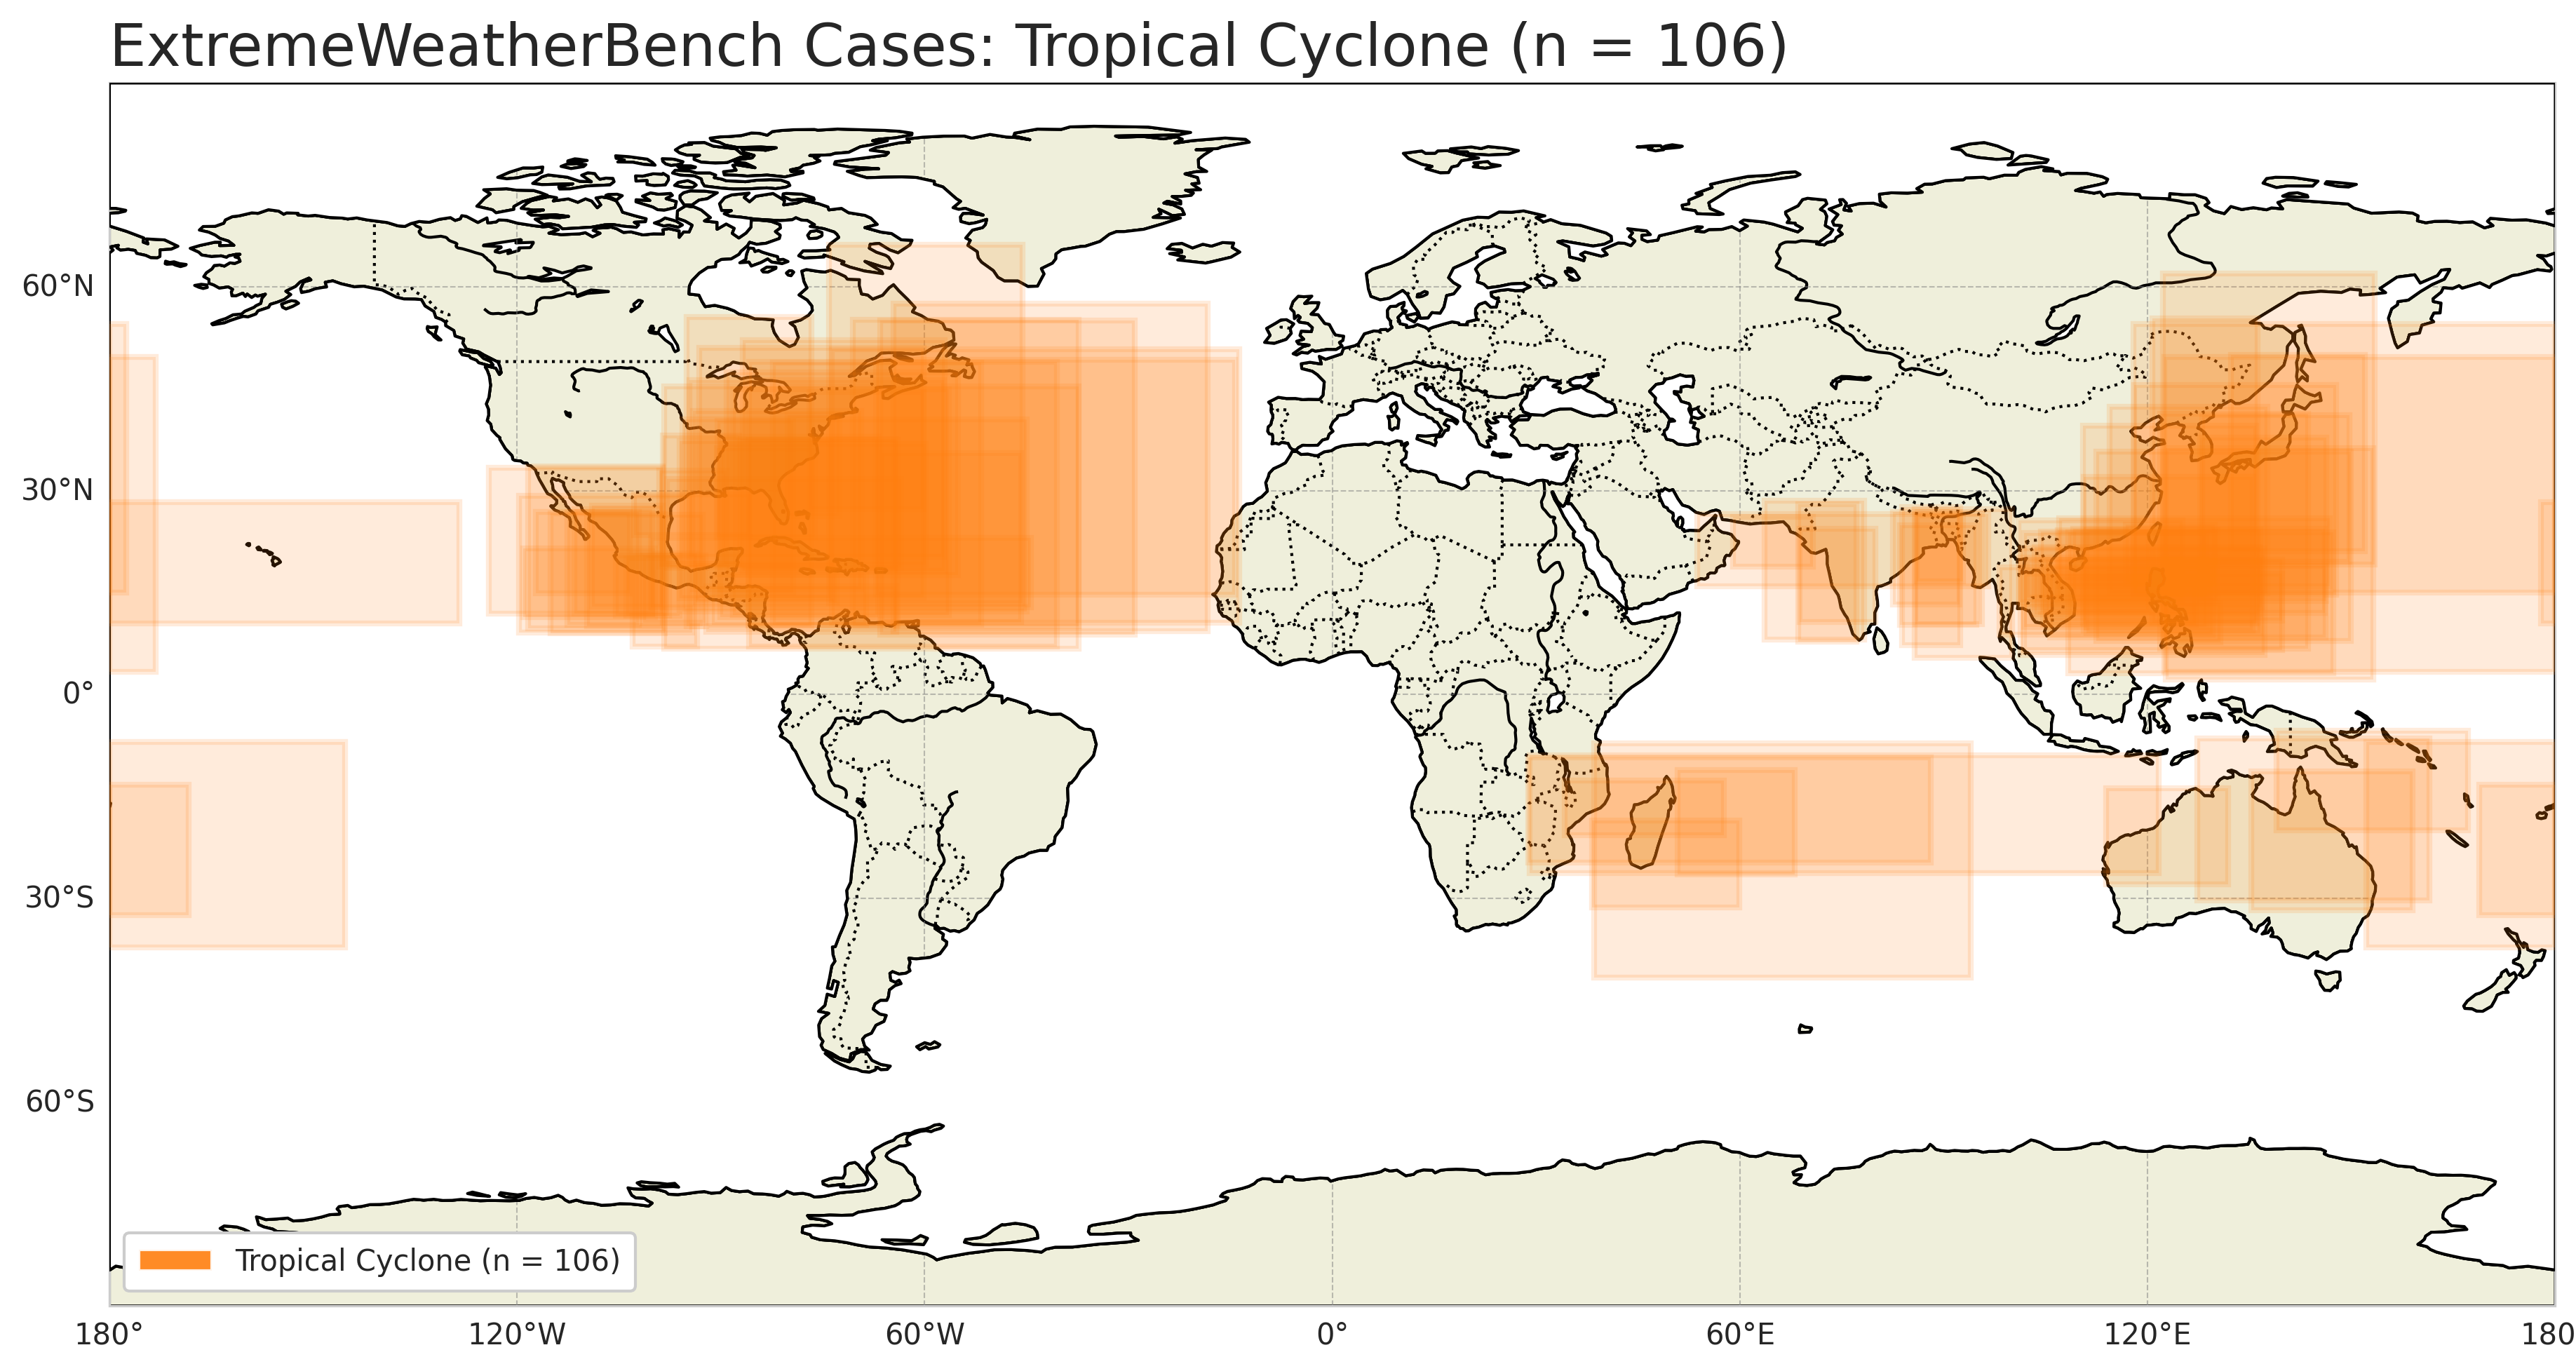 ExtremeWeatherBench Cases: Tropical Cyclone (n = 106)
60°N
30°N
0°
30°S
60°S
Tropical Cyclone (n = 106)
180° 120°W 60°W 0° 60°E 120°E 180